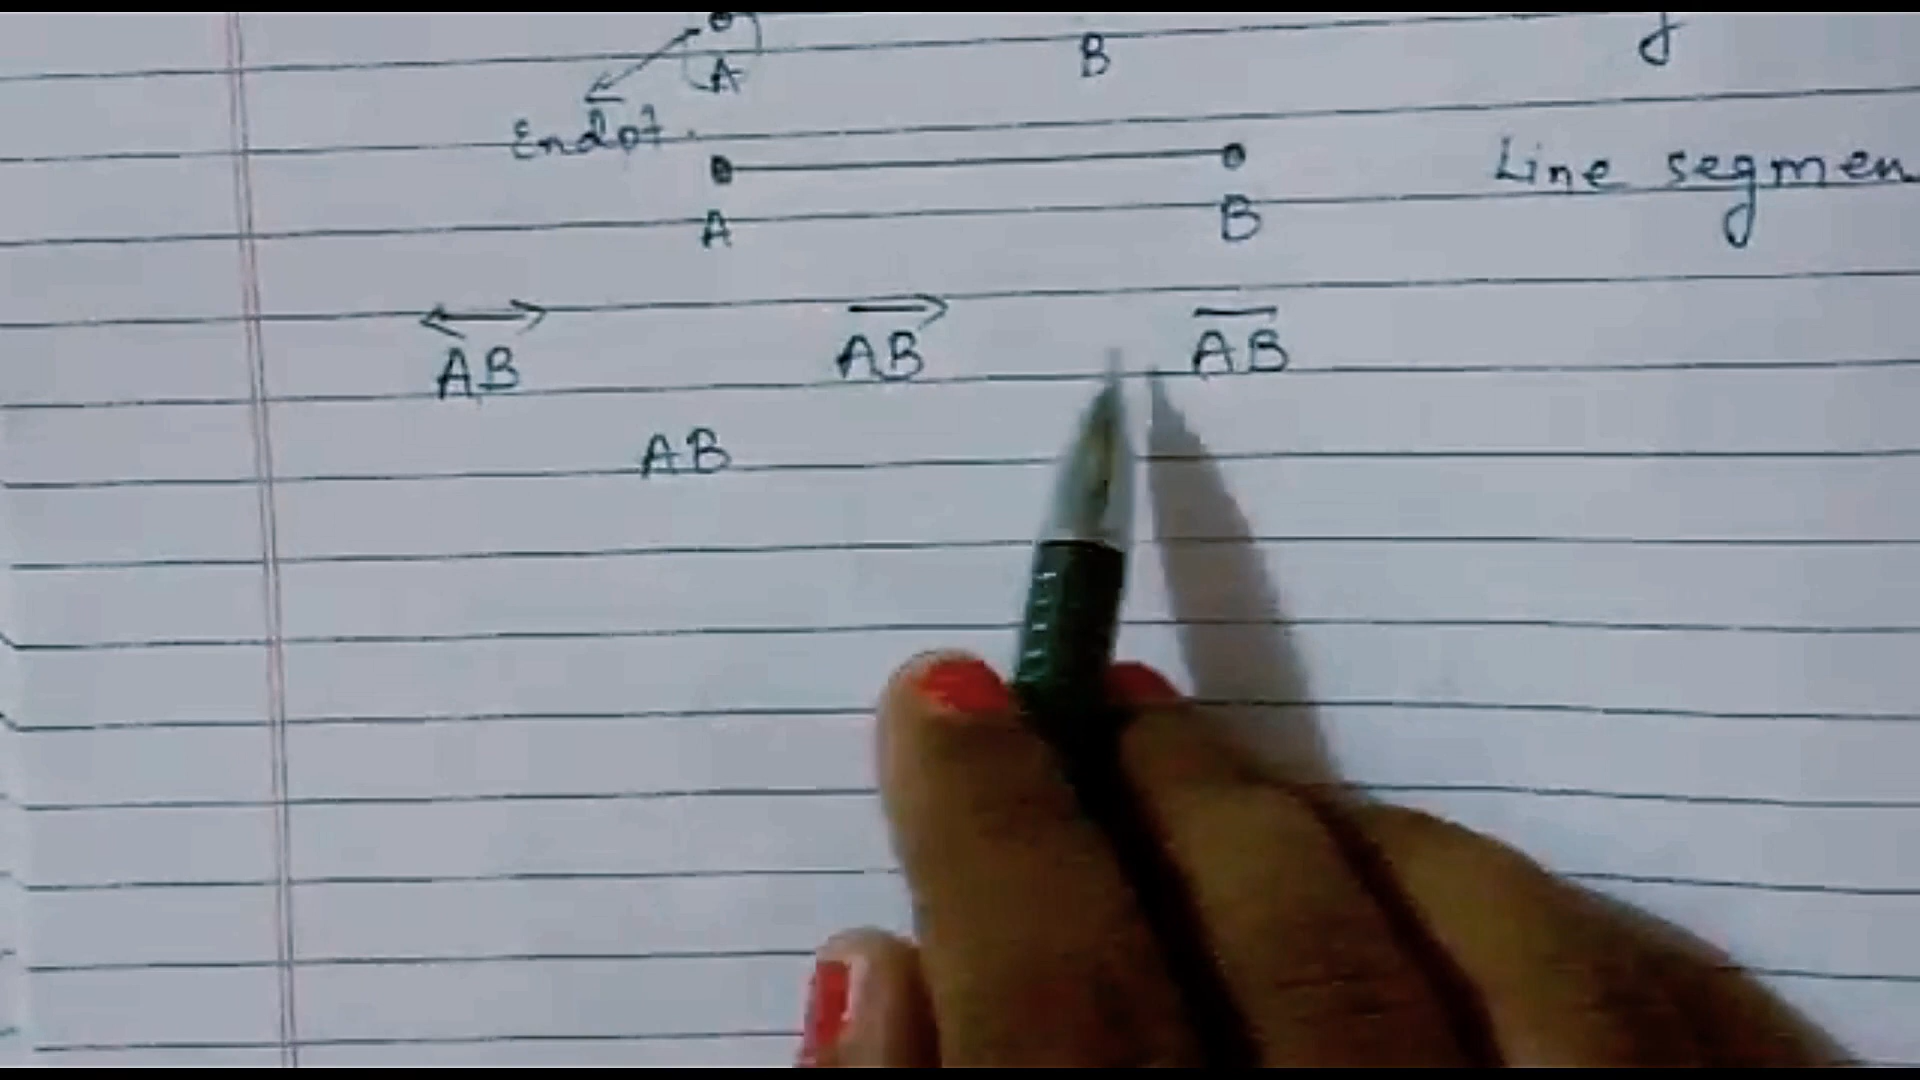 A B
Endpt.
Line segmen
A B
AB AB AB
AB